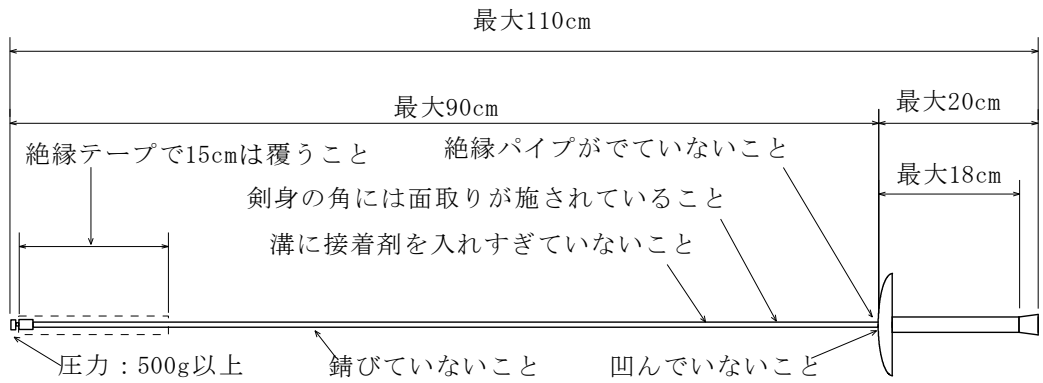 最大110cm
最大90cm
最大20cm
絶縁テープで15cmは覆うこと
絶縁パイプがでていないこと
最大18cm
剣身の角には面取りが施されていること
溝に接着剤を入れすぎていないこと
圧力：500g以上
錆びていないこと
凹んでいないこと